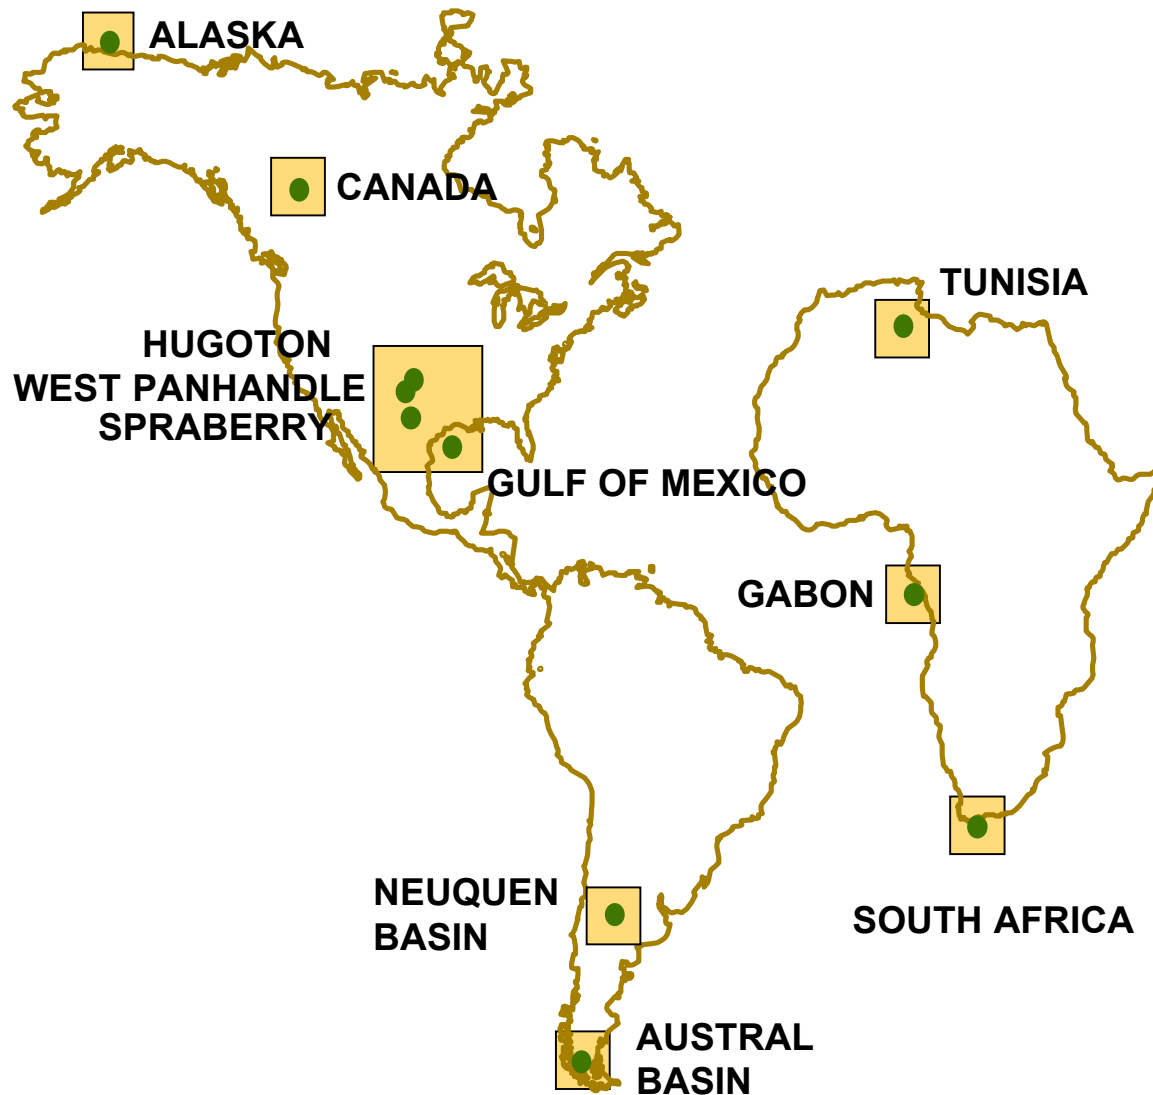 ALASKA
CANADA
TUNISIA
HUGOTON
WEST PANHANDLE
SPRABERRY
GULF OF MEXICO
GABON
NEUQUEN
BASIN
SOUTH AFRICA
AUSTRAL
BASIN